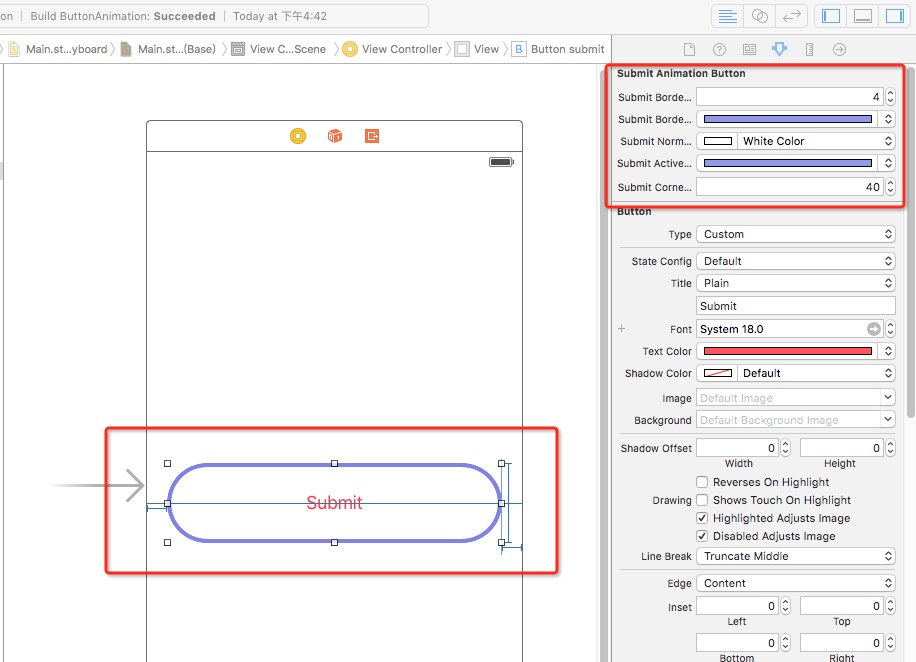 on | Build ButtonAnimation: Succeeded | Today at 下午4:42
Main.st...yboard Main.st...(Base) View C...Scene View Controller View B Button submit
Submit Animation Button
Submit Borde... 4
Submit Borde...
Submit Norm... White Color
Submit Active...
Submit Corne... 40
Button
Type Custom
State Config Default
Title Plain
Submit
+ Font System 18.0
Text Color
Shadow Color Default
Image Default Image
Background Default Background Image
Shadow Offset 0 0
Width Height
Reverses On Highlight
Drawing Shows Touch On Highlight
Highlighted Adjusts Image
Disabled Adjusts Image
Line Break Truncate Middle
Edge Content
Inset 0 0
Left Top
0 0
Bottom Right
Submit